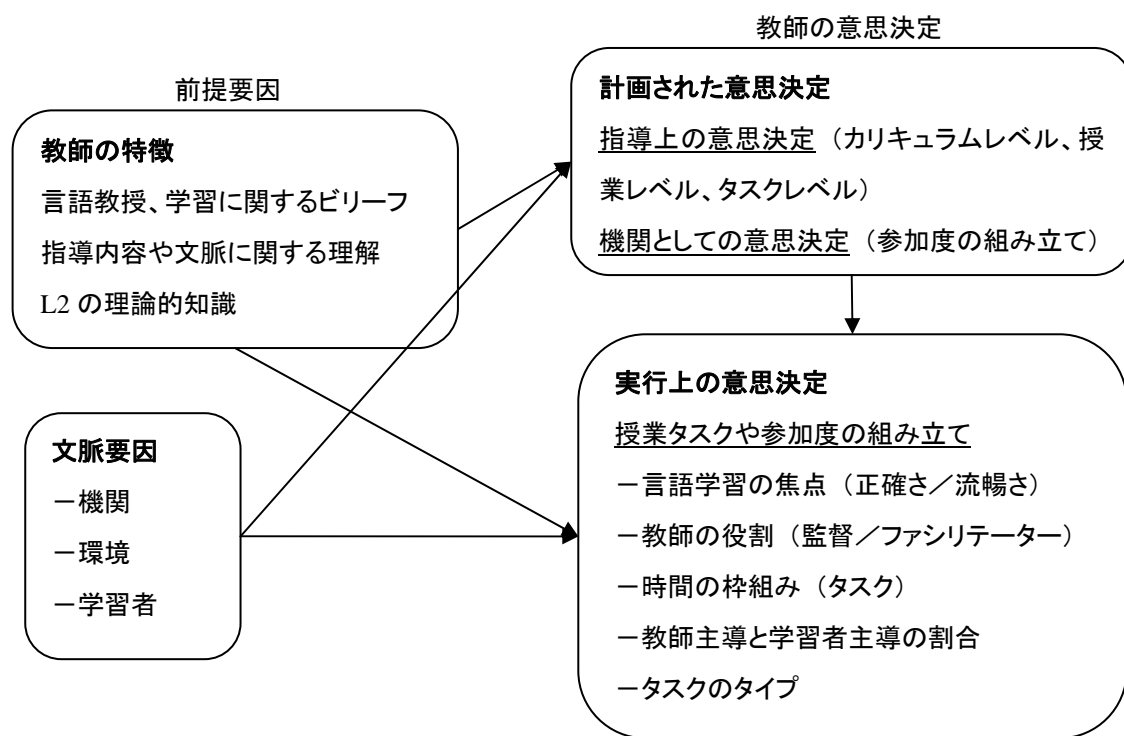 前提要因
教師の特徴
言語教授、学習に関するビリーフ
指導内容や文脈に関する理解
L2 の理論的知識
文脈要因
－機関
－環境
－学習者
教師の意思決定
計画された意思決定
指導上の意思決定（カリキュラムレベル、授
業レベル、タスクレベル）
機関としての意思決定（参加度の組み立て）
実行上の意思決定
授業タスクや参加度の組み立て
－言語学習の焦点（正確さ／流暢さ）
－教師の役割（監督／ファシリテーター）
－時間の枠組み（タスク）
－教師主導と学習者主導の割合
－タスクのタイプ